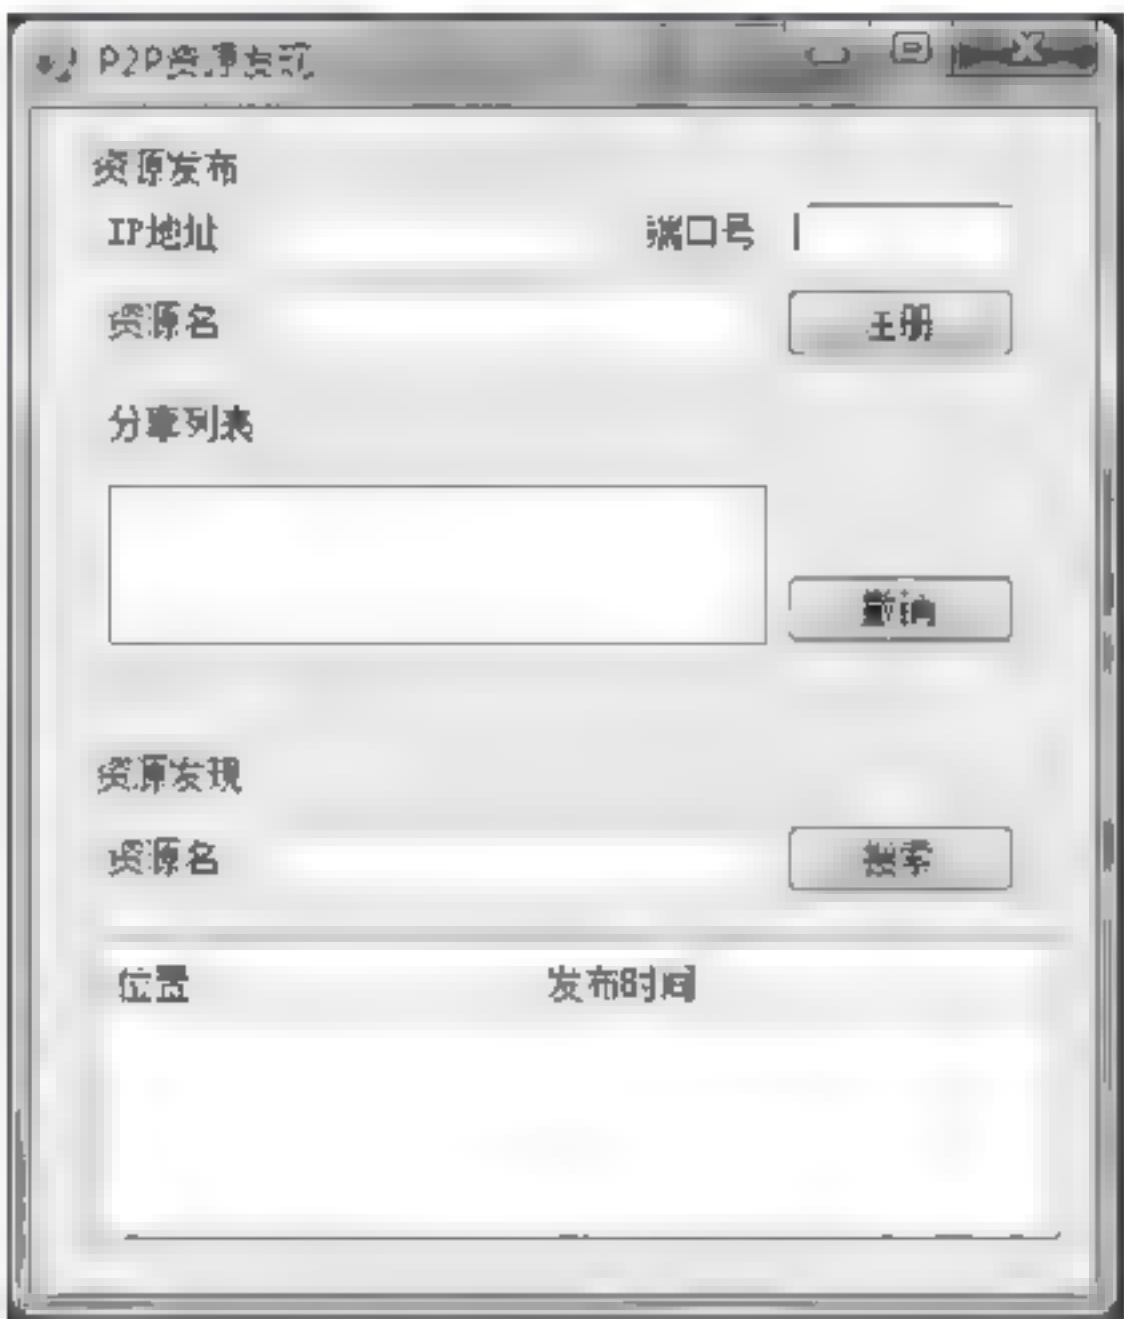 P2P资源发现
资源发布
IP地址 端口号
资源名 注册
分享列表
撤销
资源发现
资源名 搜索
位置 发布时间